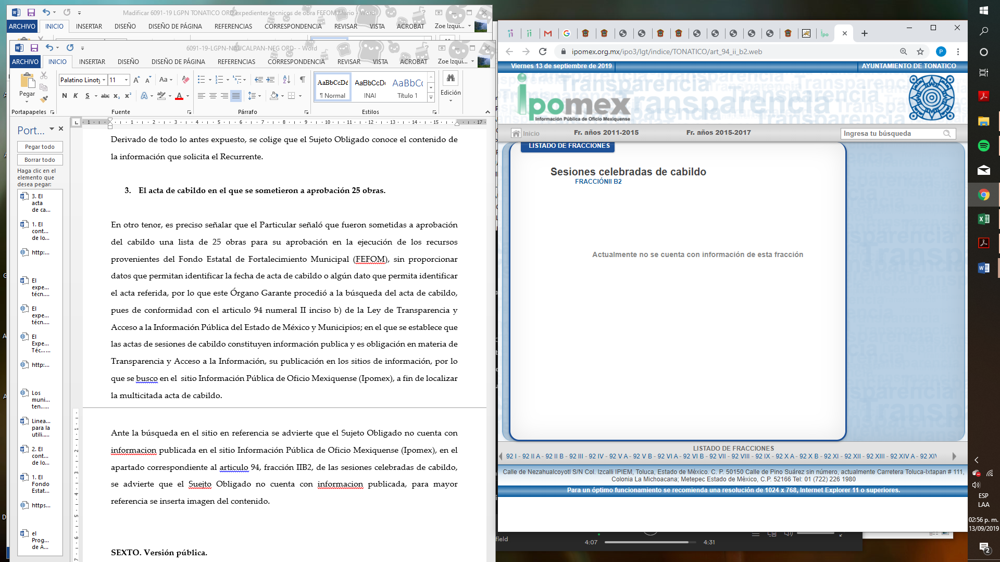 Madificar 6091-19 LGPN TONATICO ORD expedientes tecnicos de obra FEFOM Mario - Word
ARCHIVO INICIO INSERTAR DISEÑO DISEÑO DE PÁGINA REFERENCIAS CORRESPONDENCIA REVISAR VISTA ACROBAT Zoe Izqui...
6091-19-LGPN-NAUCALPAN-NEG ORD- - Word
ARCHIVO INICIO INSERTAR DISEÑO DISEÑO DE PÁGINA REFERENCIAS CORRESPONDENCIA REVISAR VISTA ACROBAT Zoe Izqui...
Pegar
Palatino Linoty 11
N K S abc x₂ x²
AaBbCcDd AaBbCcDc AaBbCc
¶ Normal INAI Título 1
Edición
Portapapeles Fuente Párrafo Estilos
Port...
Pegar todo
Borrar todo
Haga clic en el
elemento que
desea pegar:
3. El
acta
de ca...
1. El
cont...
de lo...
http:...
El
expe...
técn....
El
expe...
técn....
El
Expe...
Téc......
http:...
Los
muni...
ten.....
Linea...
para la
utili.....
2. El
cont...
de lo...
1. El
Fondo
Estat...
https...
el
Prog...
de A...
1 1 2 3 4 5 6 7 8 9 10 11 12 13 14 15 17
Derivado de todo lo antes expuesto, se colige que el Sujeto Obligado conoce el contenido de
la información que solicita el Recurrente.
3. El acta de cabildo en el que se sometieron a aprobación 25 obras.
En otro tenor, es preciso señalar que el Particular señaló que fueron sometidas a aprobación
del cabildo una lista de 25 obras para su aprobación en la ejecución de los recursos
provenientes del Fondo Estatal de Fortalecimiento Municipal (FEFOM), sin proporcionar
datos que permitan identificar la fecha de acta de cabildo o algún dato que permita identificar
el acta referida, por lo que este Órgano Garante procedió a la búsqueda del acta de cabildo,
pues de conformidad con el articulo 94 numeral II inciso b) de la Ley de Transparencia y
Acceso a la Información Pública del Estado de México y Municipios; en el que se establece que
las actas de sesiones de cabildo constituyen información publica y es obligación en materia de
Transparencia y Acceso a la Información, su publicación en los sitios de información, por lo
que se busco en el sitio Información Pública de Oficio Mexiquense (Ipomex), a fin de localizar
la multicitada acta de cabildo.
Ante la búsqueda en el sitio en referencia se advierte que el Sujeto Obligado no cuenta con
informacion publicada en el sitio Información Pública de Oficio Mexiquense (Ipomex), en el
apartado correspondiente al articulo 94, fracción IIB2, de las sesiones celebradas de cabildo,
se advierte que el Suejto Obligado no cuenta con informacion publicada, para mayor
referencia se inserta imagen del contenido.
SEXTO. Versión pública.
ipomex.org.mx/ipo3/lgt/indice/TONATICO/art_94_ii_b2.web
P
Viernes 13 de septiembre de 2019
AYUNTAMIENTO DE TONATICO
Transparencia
ipomex
Información Pública de Oficio Mexiquense
Inicio
Fr. años 2011-2015
Fr. años 2015-2017
Ingresa tu búsqueda
LISTADO DE FRACCIONES
Sesiones celebradas de cabildo
FRACCIÓNII B2
Actualmente no se cuenta con información de esta fracción
LISTADO DE FRACCIONES
92 I - 92 II A - 92 II B - 92 III - 92 IV - 92 V A - 92 V B - 92 VI A - 92 VI B - 92 VII - 92 VIII - 92 IX - 92 X A - 92 X B - 92 XI - 92 XII - 92 XIII - 92 XIV A - 92 XIV
Calle de Nezahualcoyotl S/N Col. Izcalli IPIEM, Toluca, Estado de México. C. P. 50150 Calle de Pino Suárez sin número, actualmente Carretera Toluca-Ixtapan # 111,
Colonia La Michoacana; Metepec Estado de México, C.P. 52166 Tel: 01 (722) 226 1980
Para un óptimo funcionamiento se recomienda una resolución de 1024 x 768, Internet Explorer 11 o superiores.
field
4:07
4:31
ESP
LAA
02:56 p. m.
13/09/2019
2